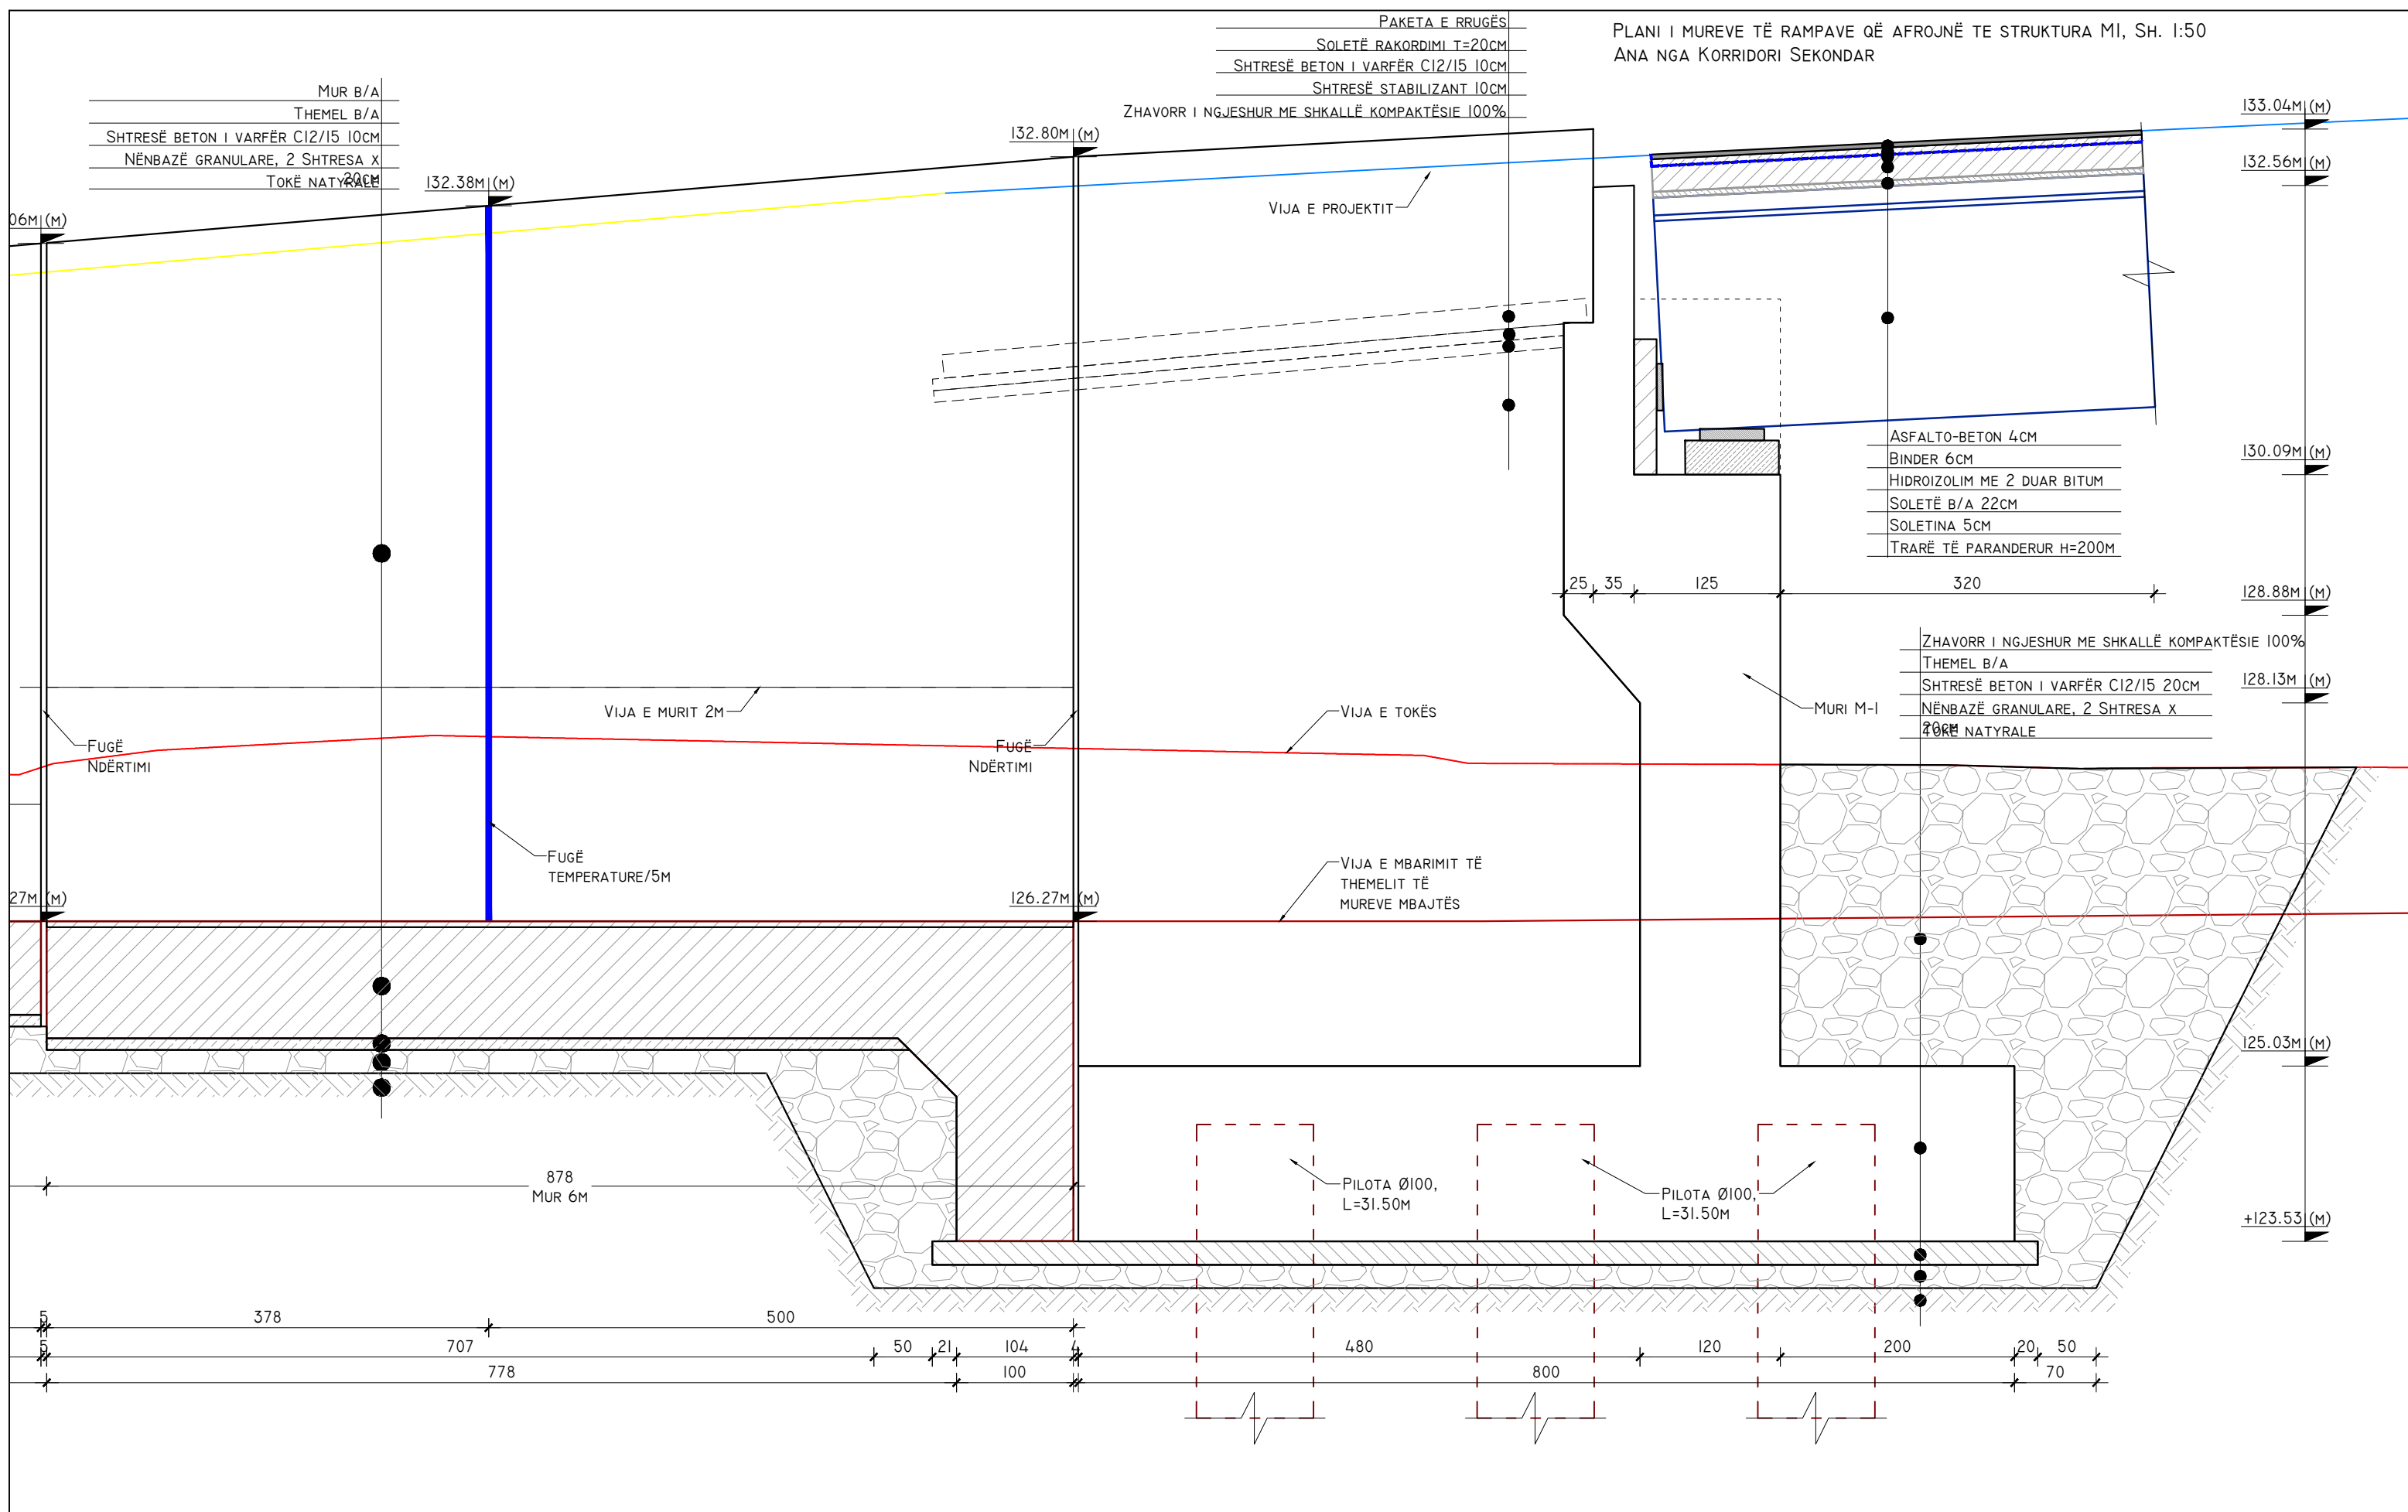 PLANI I MUREVE TË RAMPAVE QË AFROJNË TE STRUKTURA M1, SH. 1:50
ANA NGA KORRIDORI SEKONDAR
PAKETA E RRUGËS
SOLETË RAKORDIMI T=20CM
SHTRESË BETON I VARFËR C12/15 10CM
SHTRESË STABILIZANT 10CM
ZHAVORR I NGJESHUR ME SHKALLË KOMPAKTËSIE 100%
MUR B/A
THEMEL B/A
SHTRESË BETON I VARFËR C12/15 10CM
NËNBAZË GRANULARE, 2 SHTRESA X
20CM
TOKË NATYRALE
06M (M)
132.38M (M)
132.80M (M)
VIJA E PROJEKTIT
133.04M (M)
132.56M (M)
130.09M (M)
128.88M (M)
128.13M (M)
125.03M (M)
+123.53 (M)
ASFALTO-BETON 4CM
BINDER 6CM
HIDROIZOLIM ME 2 DUAR BITUM
SOLETË B/A 22CM
SOLETINA 5CM
TRARË TË PARANDERUR H=200M
25 35 125 320
ZHAVORR I NGJESHUR ME SHKALLË KOMPAKTËSIE 100%
THEMEL B/A
SHTRESË BETON I VARFËR C12/15 20CM
NËNBAZË GRANULARE, 2 SHTRESA X
20CM
TOKË NATYRALE
MURI M-1
VIJA E MURIT 2M
VIJA E TOKËS
FUGË
NDËRTIMI
FUGË
NDËRTIMI
FUGË
TEMPERATURE/5M
VIJA E MBARIMIT TË
THEMELIT TË
MUREVE MBAJTËS
27M (M)
126.27M (M)
878
MUR 6M
PILOTA Ø100,
L=31.50M
PILOTA Ø100,
L=31.50M
5 378 500
5 707 50 21 104 4 480 120 200 20 50
778 100 800 70